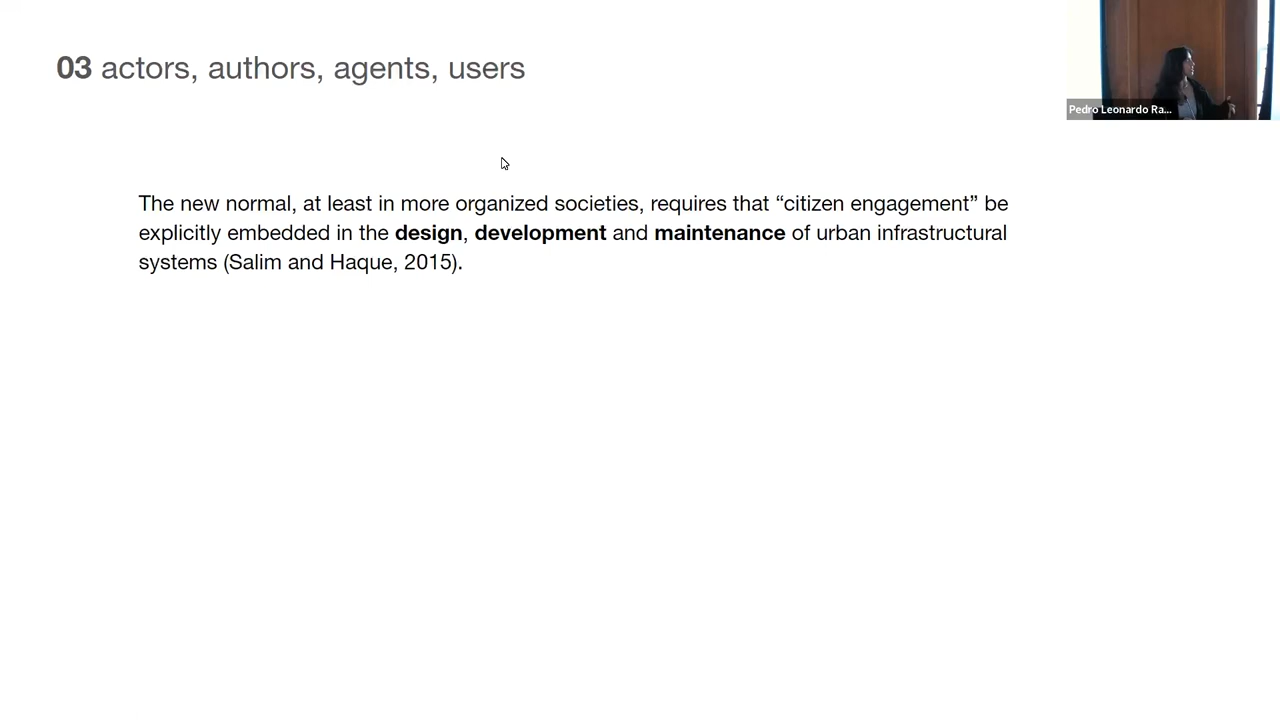 03 actors, authors, agents, users
Pedro Leonardo Ra...
The new normal, at least in more organized societies, requires that “citizen engagement” be
explicitly embedded in the design, development and maintenance of urban infrastructural
systems (Salim and Haque, 2015).